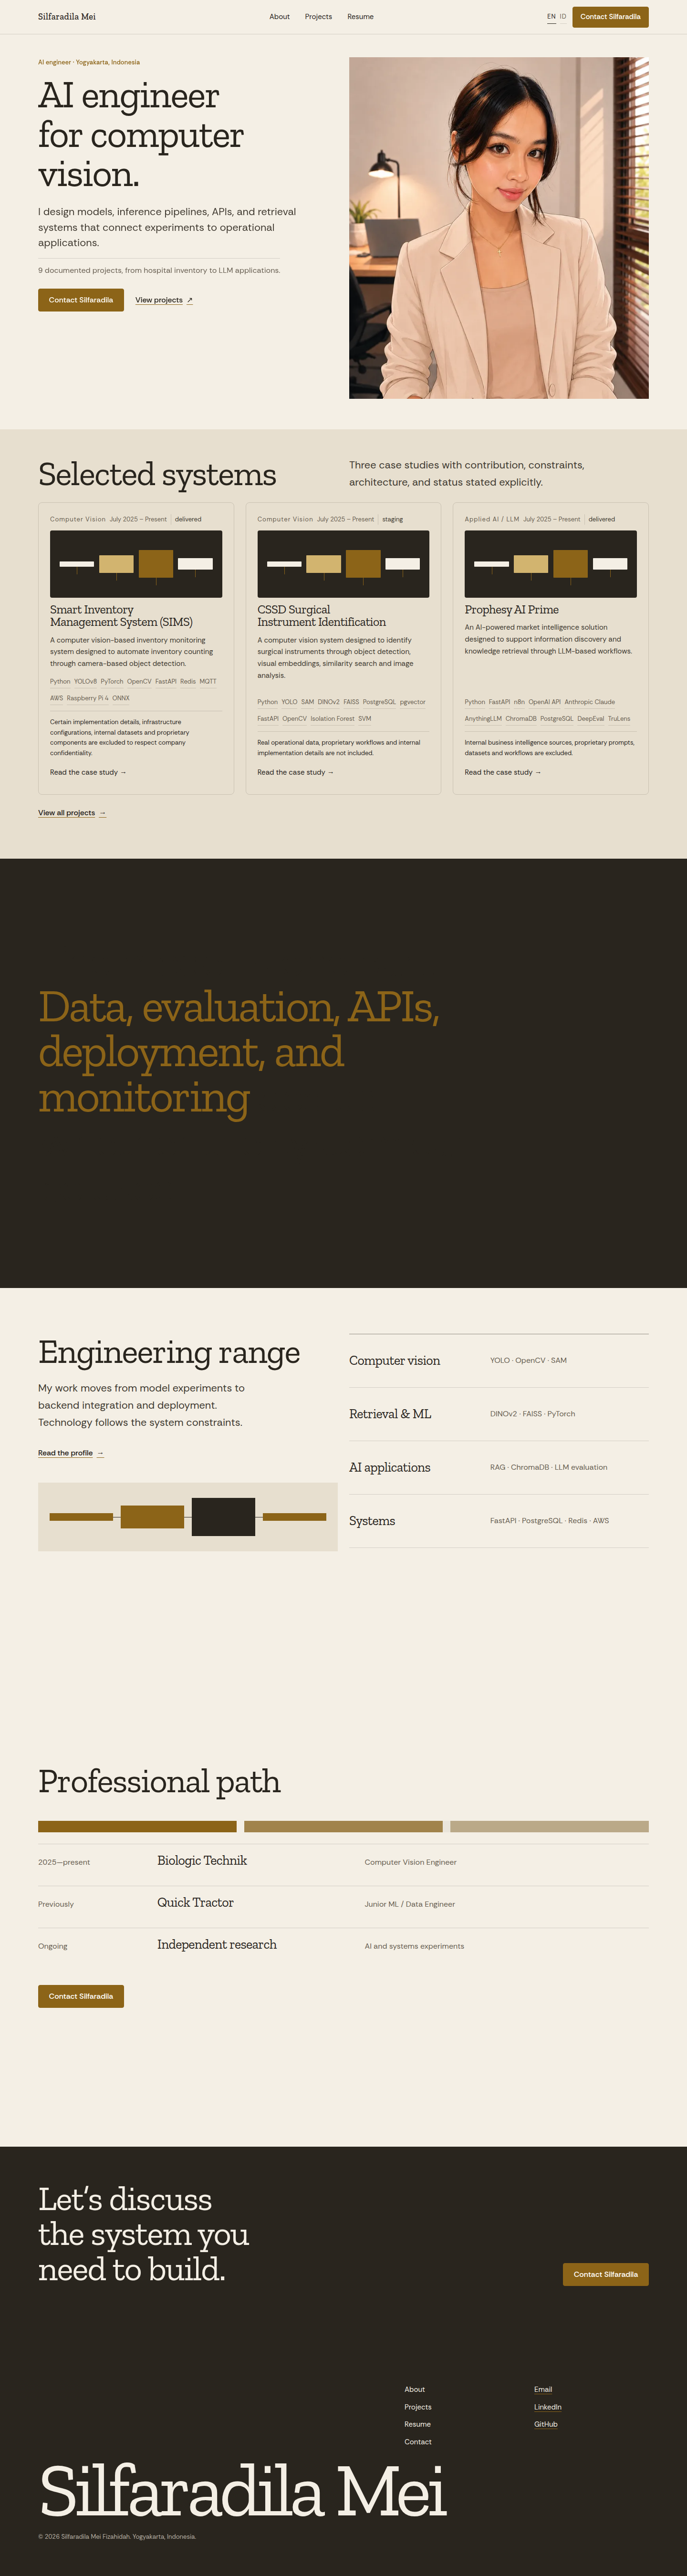 Silfaradila Mei
About Projects Resume
EN ID Contact Silfaradila
AI engineer · Yogyakarta, Indonesia
AI engineer
for computer
vision.
I design models, inference pipelines, APIs, and retrieval
systems that connect experiments to operational
applications.
9 documented projects, from hospital inventory to LLM applications.
Contact Silfaradila View projects ↗
Selected systems
Three case studies with contribution, constraints,
architecture, and status stated explicitly.
Computer Vision July 2025 – Present delivered
Smart Inventory
Management System (SIMS)
A computer vision-based inventory monitoring
system designed to automate inventory counting
through camera-based object detection.
Python YOLOv8 PyTorch OpenCV FastAPI Redis MQTT
AWS Raspberry Pi 4 ONNX
Certain implementation details, infrastructure
configurations, internal datasets and proprietary
components are excluded to respect company
confidentiality.
Read the case study →
Computer Vision July 2025 – Present staging
CSSD Surgical
Instrument Identification
A computer vision system designed to identify
surgical instruments through object detection,
visual embeddings, similarity search and image
analysis.
Python YOLO SAM DINOv2 FAISS PostgreSQL pgvector
FastAPI OpenCV Isolation Forest SVM
Real operational data, proprietary workflows and internal
implementation details are not included.
Read the case study →
Applied AI / LLM July 2025 – Present delivered
Prophesy AI Prime
An AI-powered market intelligence solution
designed to support information discovery and
knowledge retrieval through LLM-based workflows.
Python FastAPI n8n OpenAI API Anthropic Claude
AnythingLLM ChromaDB PostgreSQL DeepEval TruLens
Internal business intelligence sources, proprietary prompts,
datasets and workflows are excluded.
Read the case study →
View all projects →
Data, evaluation, APIs,
deployment, and
monitoring
Engineering range
My work moves from model experiments to
backend integration and deployment.
Technology follows the system constraints.
Read the profile →
Computer vision YOLO · OpenCV · SAM
Retrieval & ML DINOv2 · FAISS · PyTorch
AI applications RAG · ChromaDB · LLM evaluation
Systems FastAPI · PostgreSQL · Redis · AWS
Professional path
2025—present Biologic Technik Computer Vision Engineer
Previously Quick Tractor Junior ML / Data Engineer
Ongoing Independent research AI and systems experiments
Contact Silfaradila
Let's discuss
the system you
need to build.
Contact Silfaradila
About
Projects
Resume
Contact
Email
LinkedIn
GitHub
Silfaradila Mei
© 2026 Silfaradila Mei Fizahidah. Yogyakarta, Indonesia.